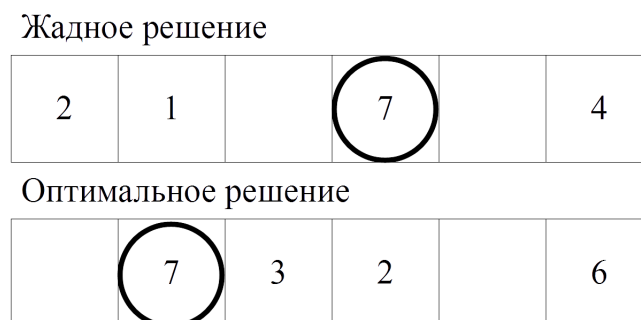 Жадное решение
2 1 7 4
Оптимальное решение
7 3 2 6